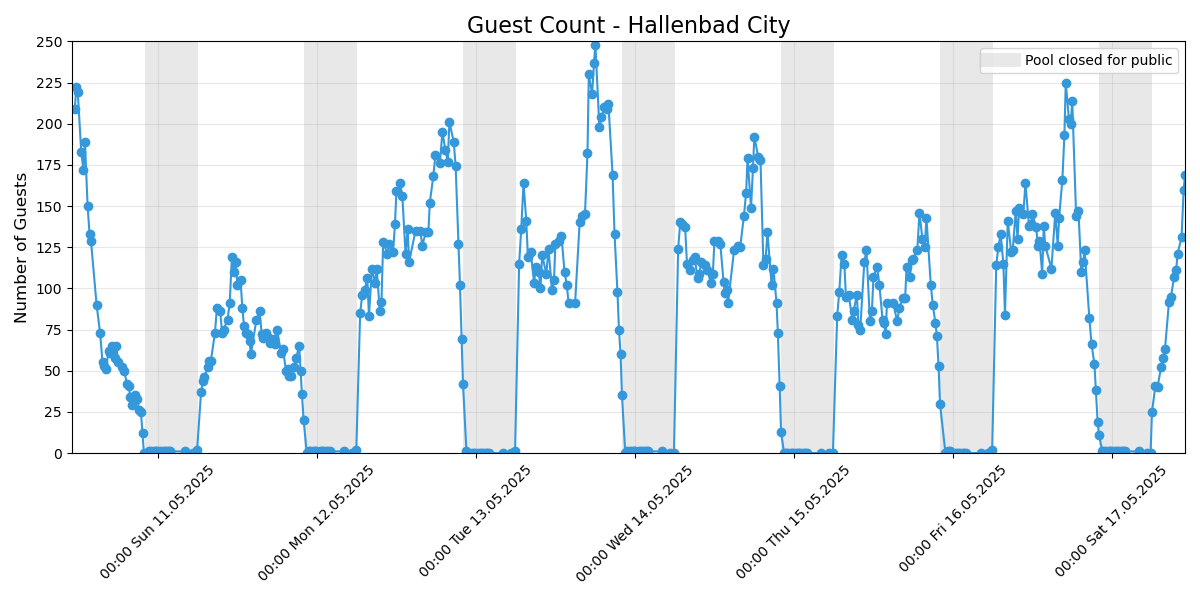 Guest Count - Hallenbad City
Pool closed for public
Number of Guests
250
225
200
175
150
125
100
75
50
25
0
00:00 Sun 11.05.2025
00:00 Mon 12.05.2025
00:00 Tue 13.05.2025
00:00 Wed 14.05.2025
00:00 Thu 15.05.2025
00:00 Fri 16.05.2025
00:00 Sat 17.05.2025